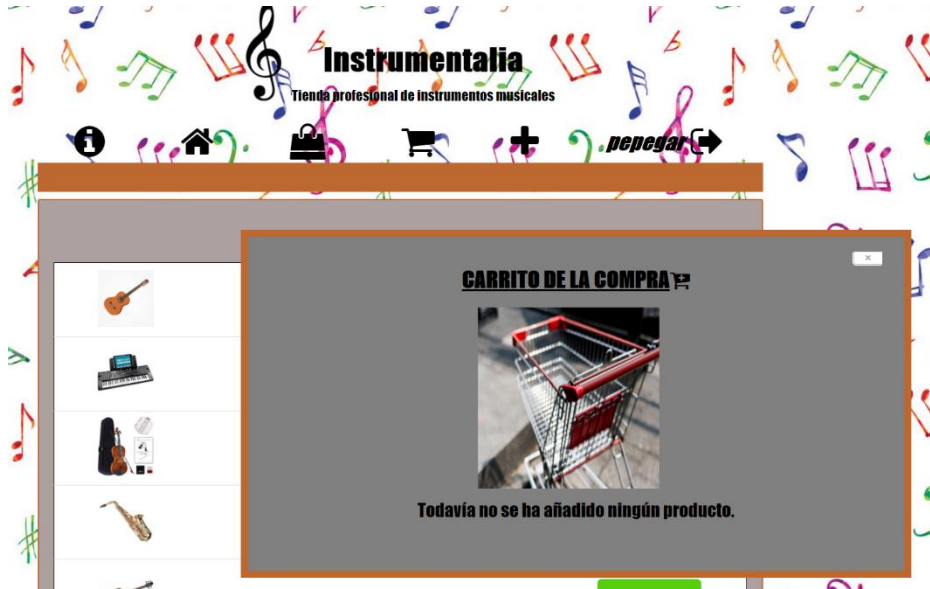 Instrumentalia
Tienda profesional de instrumentos musicales
pepegar
CARRITO DE LA COMPRA
Todavía no se ha añadido ningún producto.